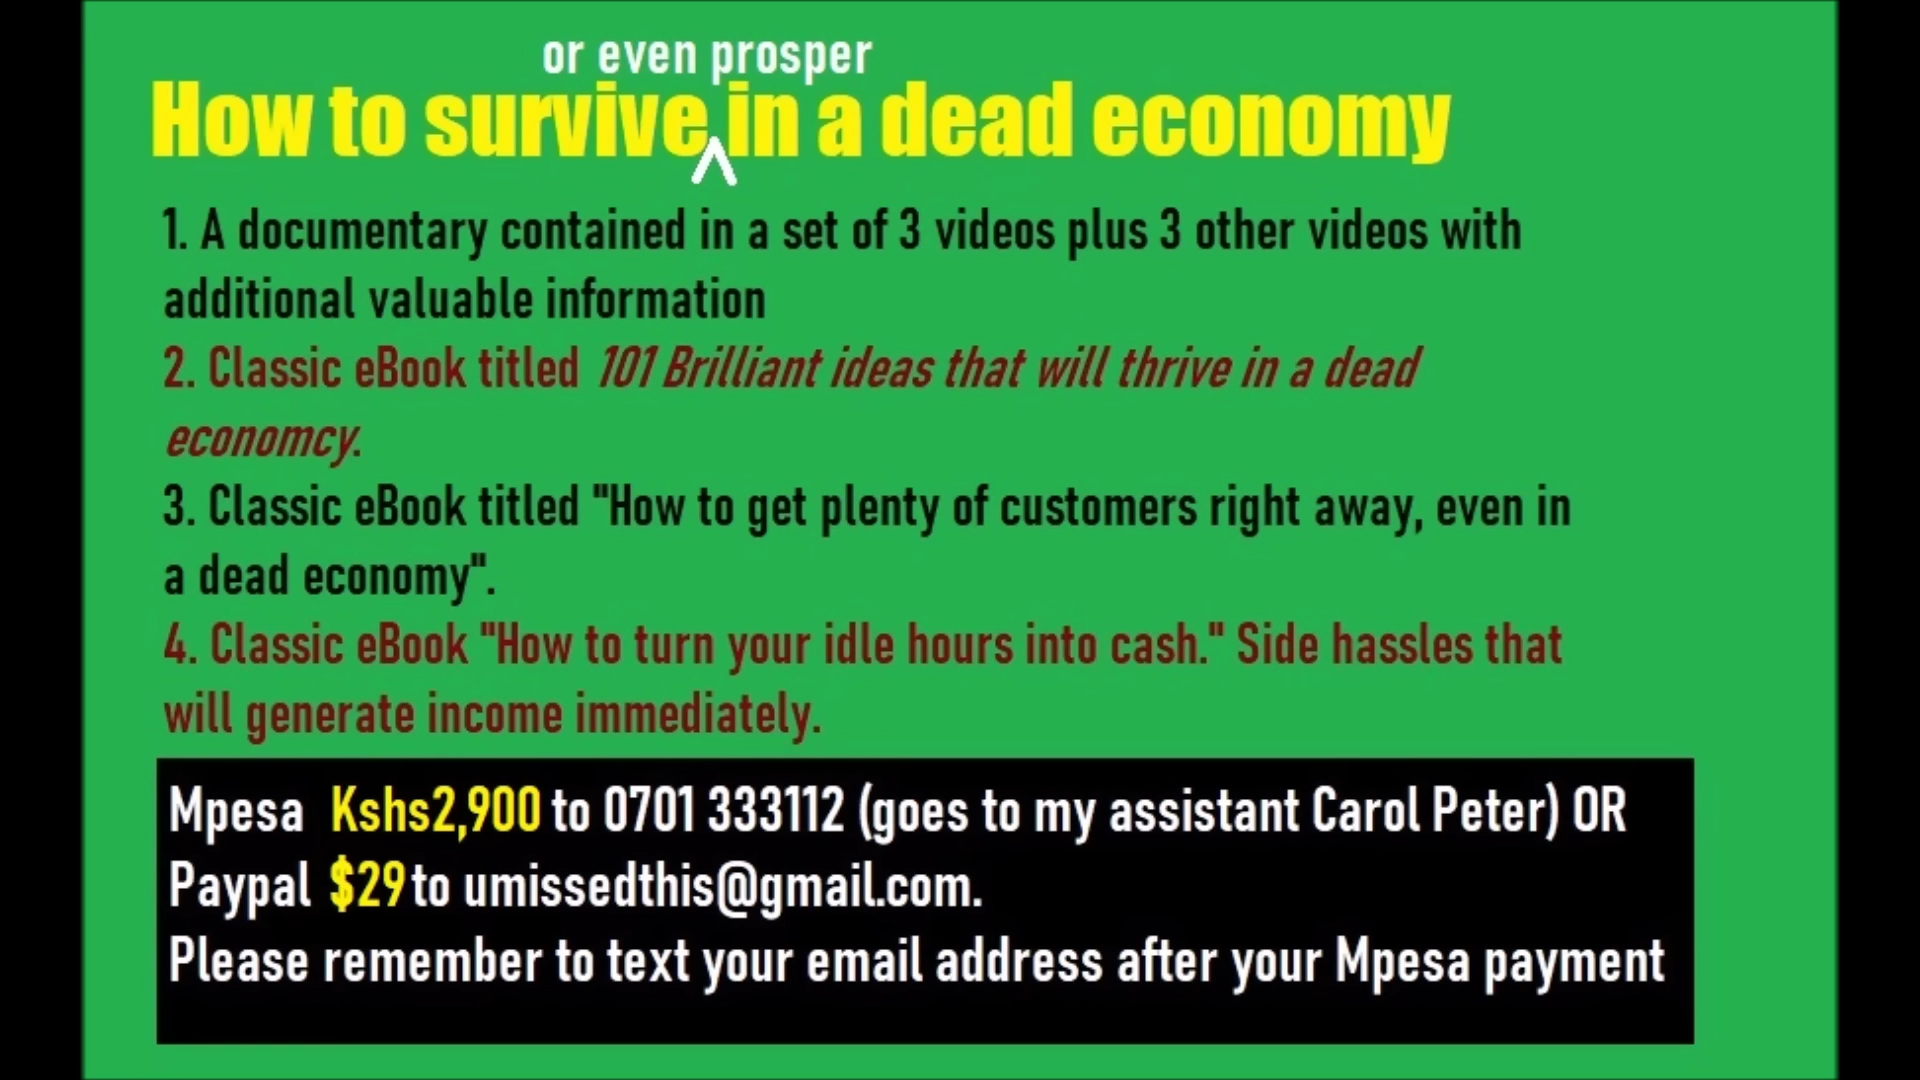 or even prosper
How to survive in a dead economy
^
1. A documentary contained in a set of 3 videos plus 3 other videos with
additional valuable information
2. Classic eBook titled 101 Brilliant ideas that will thrive in a dead
economcy.
3. Classic eBook titled "How to get plenty of customers right away, even in
a dead economy".
4. Classic eBook "How to turn your idle hours into cash." Side hassles that
will generate income immediately.
Mpesa Kshs2,900 to 0701 333112 (goes to my assistant Carol Peter) OR
Paypal $29 to umissedthis@gmail.com.
Please remember to text your email address after your Mpesa payment